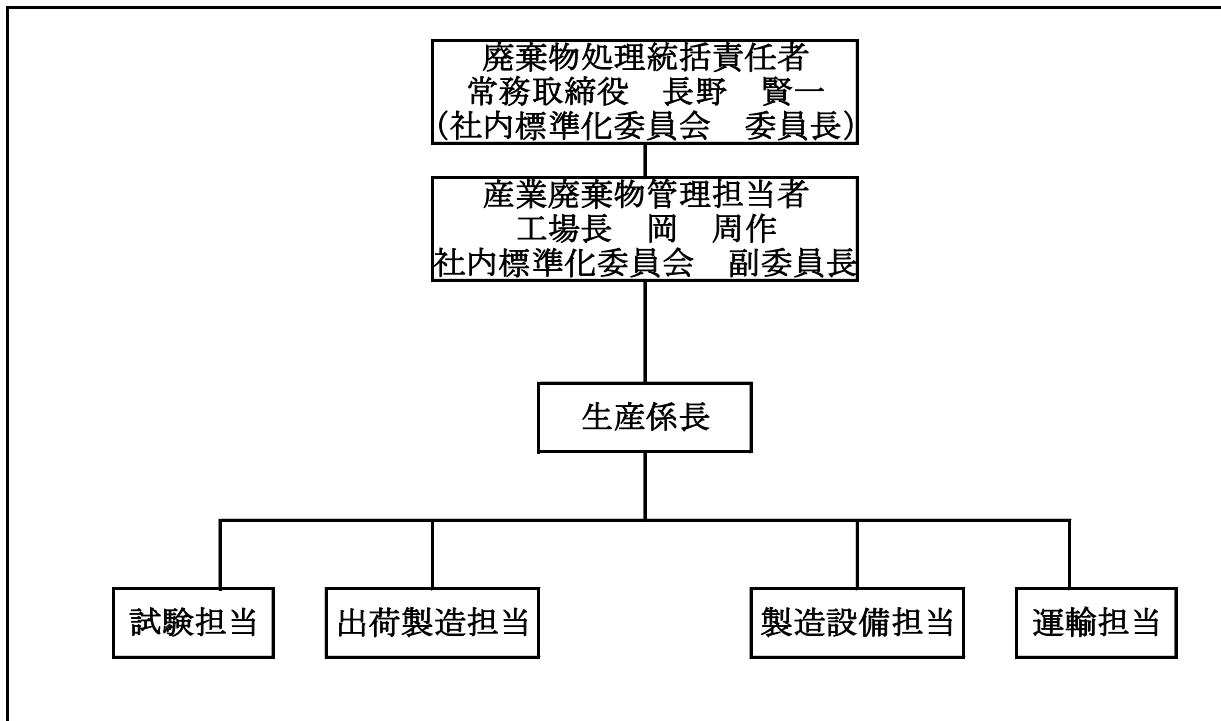 廃棄物処理統括責任者
常務取締役　長野　賢一
(社内標準化委員会　委員長)
産業廃棄物管理担当者
工場長　岡　周作
社内標準化委員会　副委員長
生産係長
試験担当
出荷製造担当
製造設備担当
運輸担当